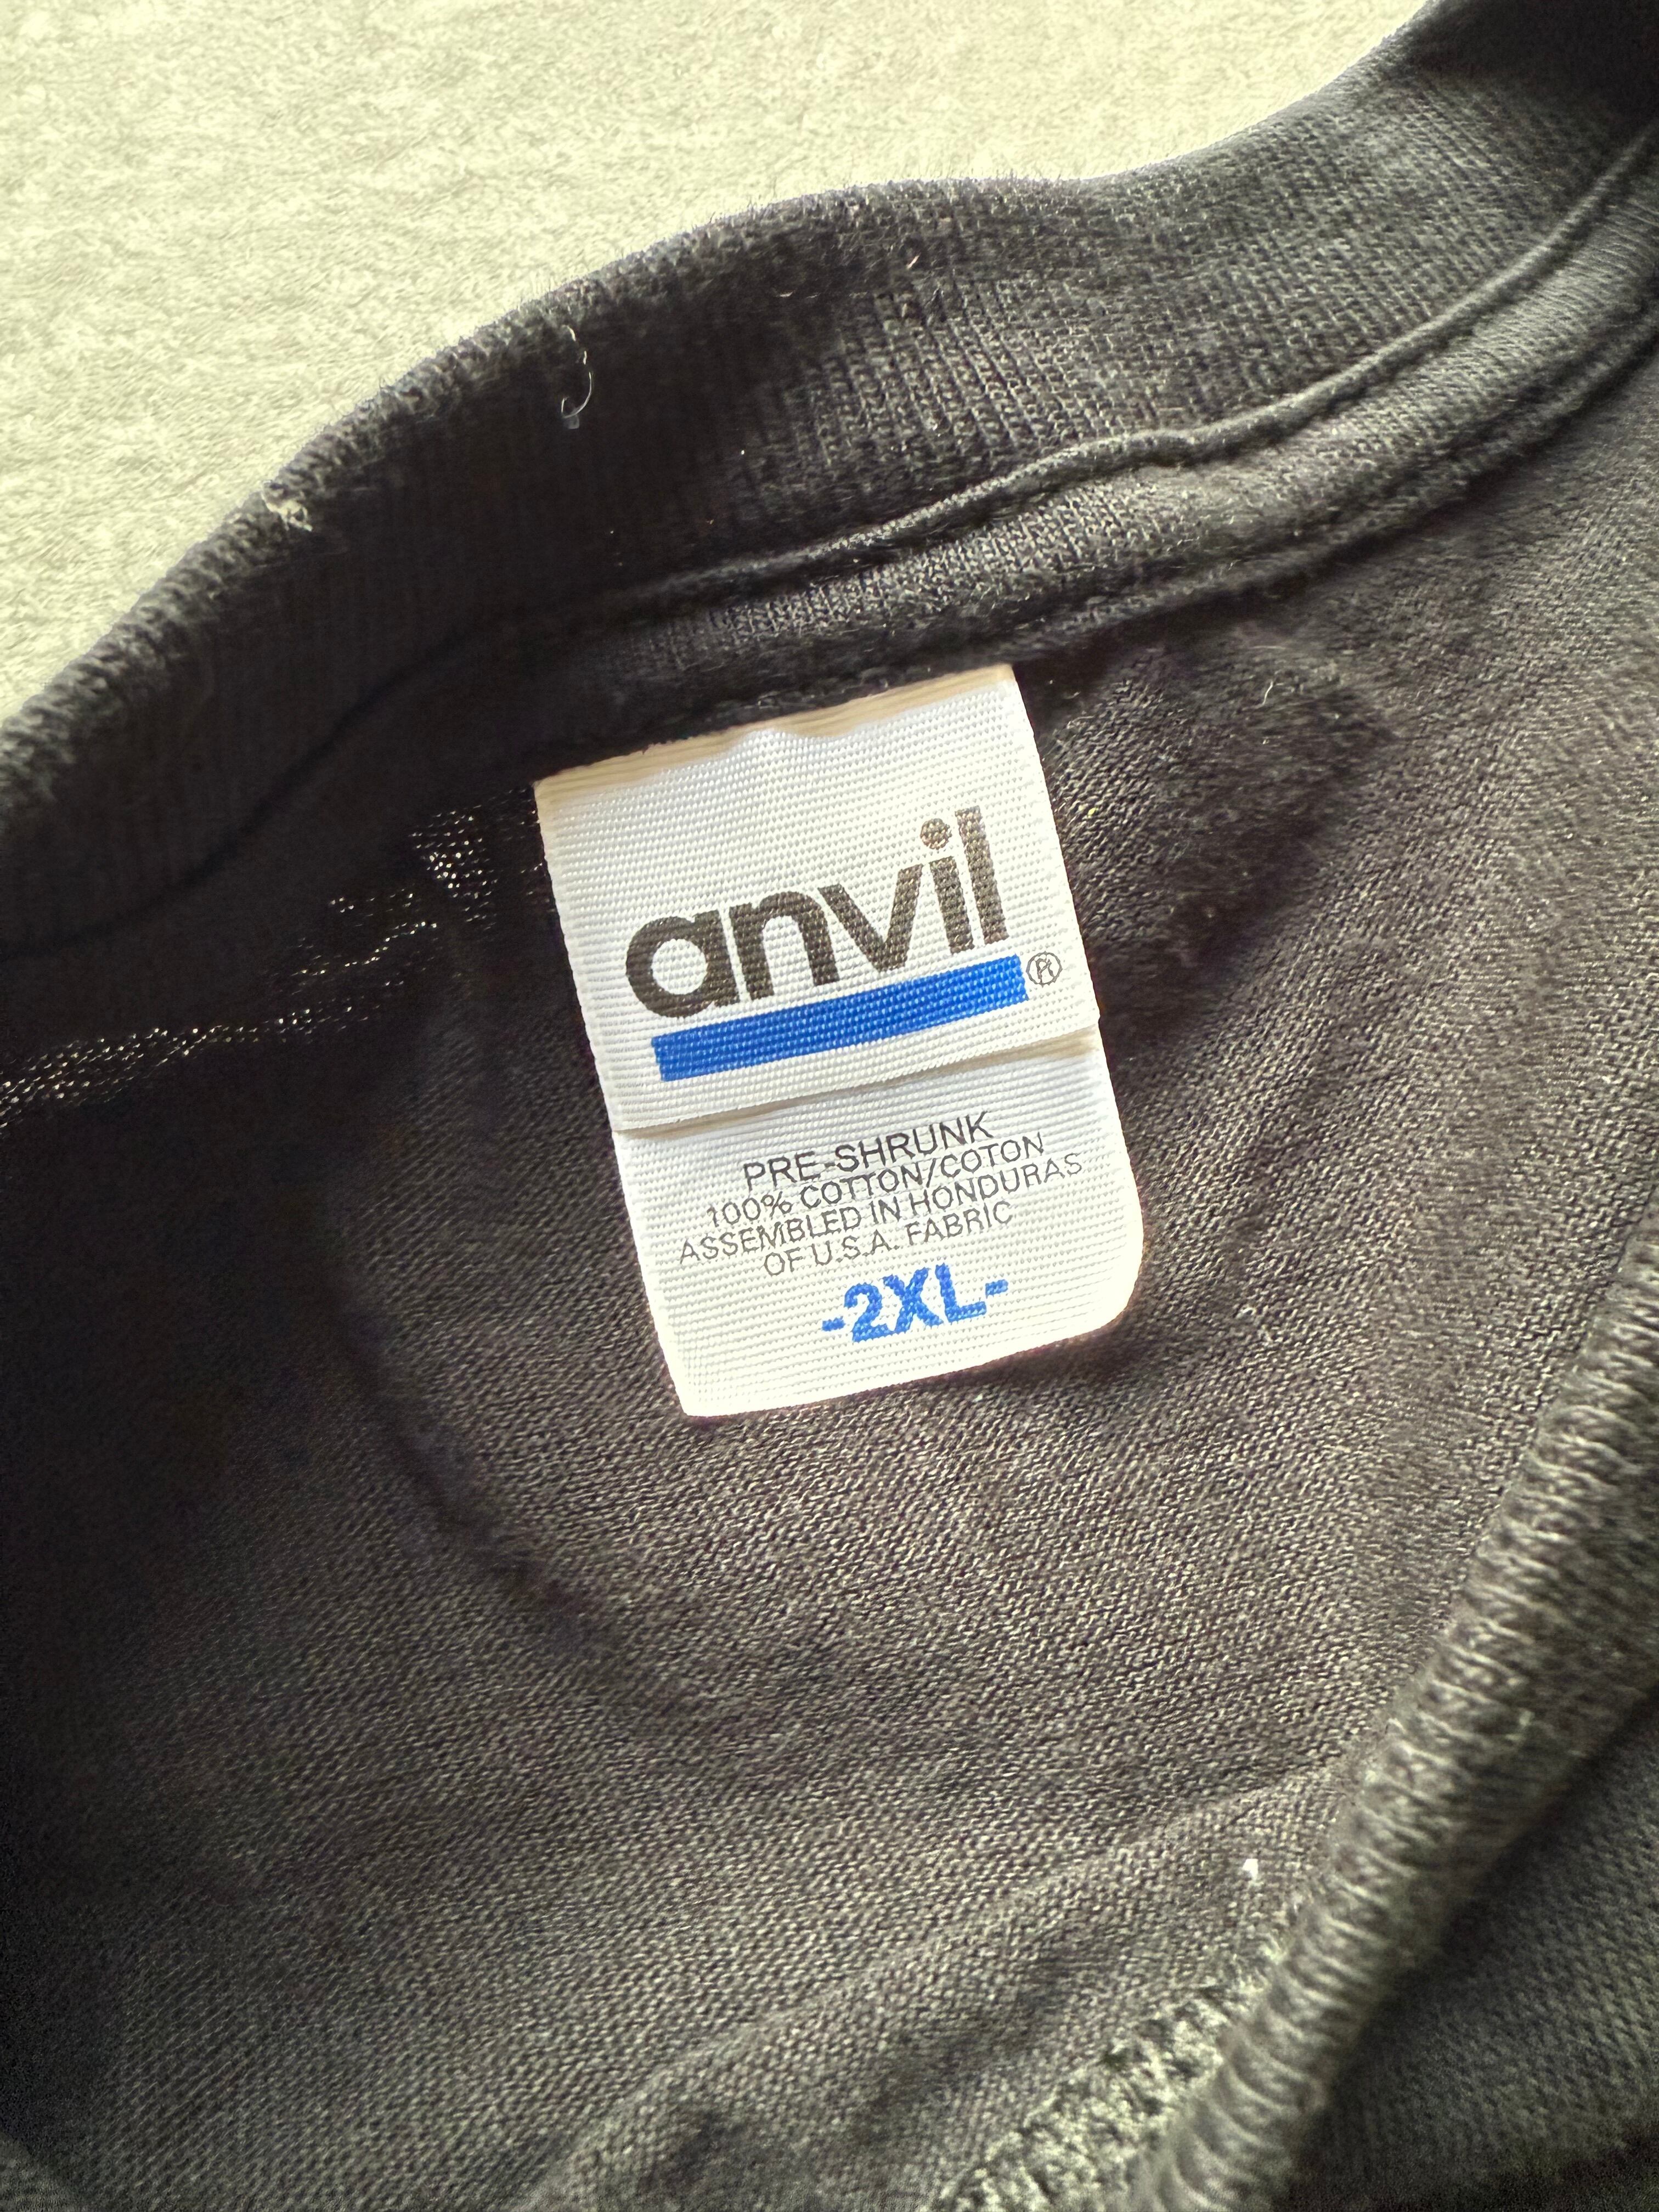 anvil®
PRE-SHRUNK
100% COTTON/COTON
ASSEMBLED IN HONDURAS
OF U.S.A. FABRIC
-2XL-